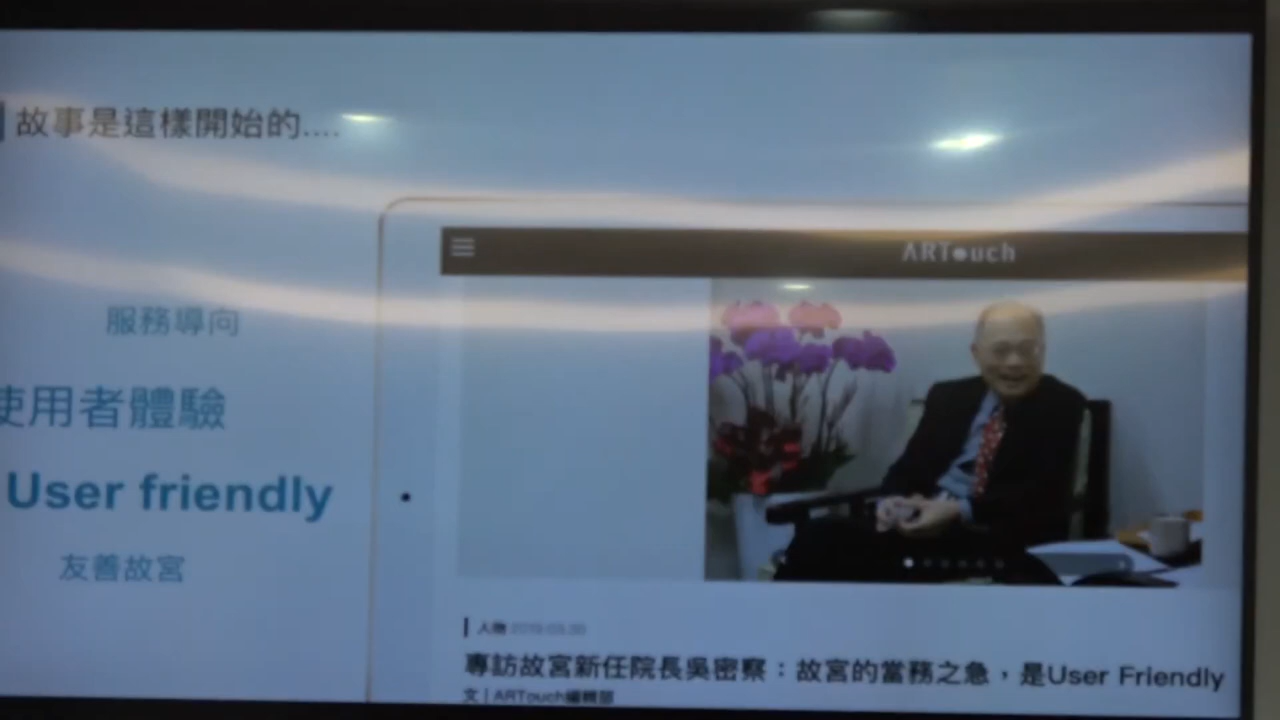 故事是這樣開始的....
ARTouch
服務導向
使用者體驗
User friendly
友善故宮
人物
專訪故宮新任院長吳密察：故宮的當務之急，是User Friendly
文 | ARTouch編輯部